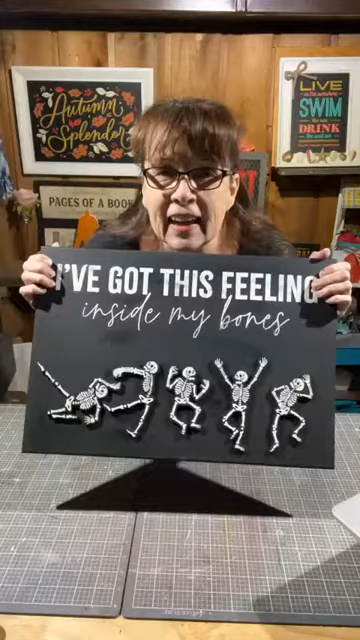 Autumn
Splendor
LIVE
SWIM
DRINK
PAGES OF A BOOK
I'VE GOT THIS FEELING
inside my bones